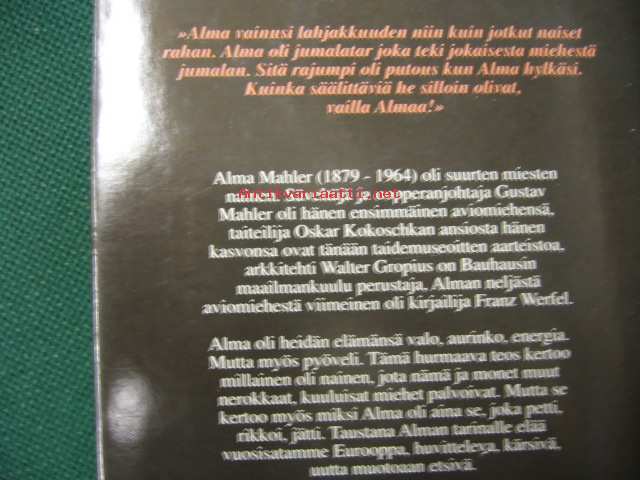 »Alma vainusi lahjakkuuden niin kuin jotkut naiset
rahan. Alma oli jumalatar joka teki jokaisesta miehestä
jumalan. Sitä rajumpi oli putous kun Alma hylkäsi.
Kuinka säälittäviä he silloin olivat,
vailla Almaa!»
Alma Mahler (1879 - 1964) oli suurten miesten
Antikvariaatti.net
oopperanjohtaja Gustav
Mahler oli hänen ensimmäinen aviomiehensä,
taiteilija Oskar Kokoschkan ansiosta hänen
kasvonsa ovat tänään taidemuseoitten aarteistoa,
arkkitehti Walter Gropius on Bauhausin
maailmankuulu perustaja, Alman neljästä
aviomiehestä viimeinen oli kirjailija Franz Werfel.
Alma oli heidän elämänsä valo, aurinko, energia.
Mutta myös pyöveli. Tämä hurmaava teos kertoo
millainen oli nainen, jota nämä ja monet muut
nerokkaat, kuuluisat miehet palvoivat. Mutta se
kertoo myös miksi Alma oli aina se, joka petti,
rikkoi, jätti. Taustana Alman tarinalle elää
vuosisatamme Eurooppa, huvitteleva, kärsivä,
uutta muotoaan etsivä.